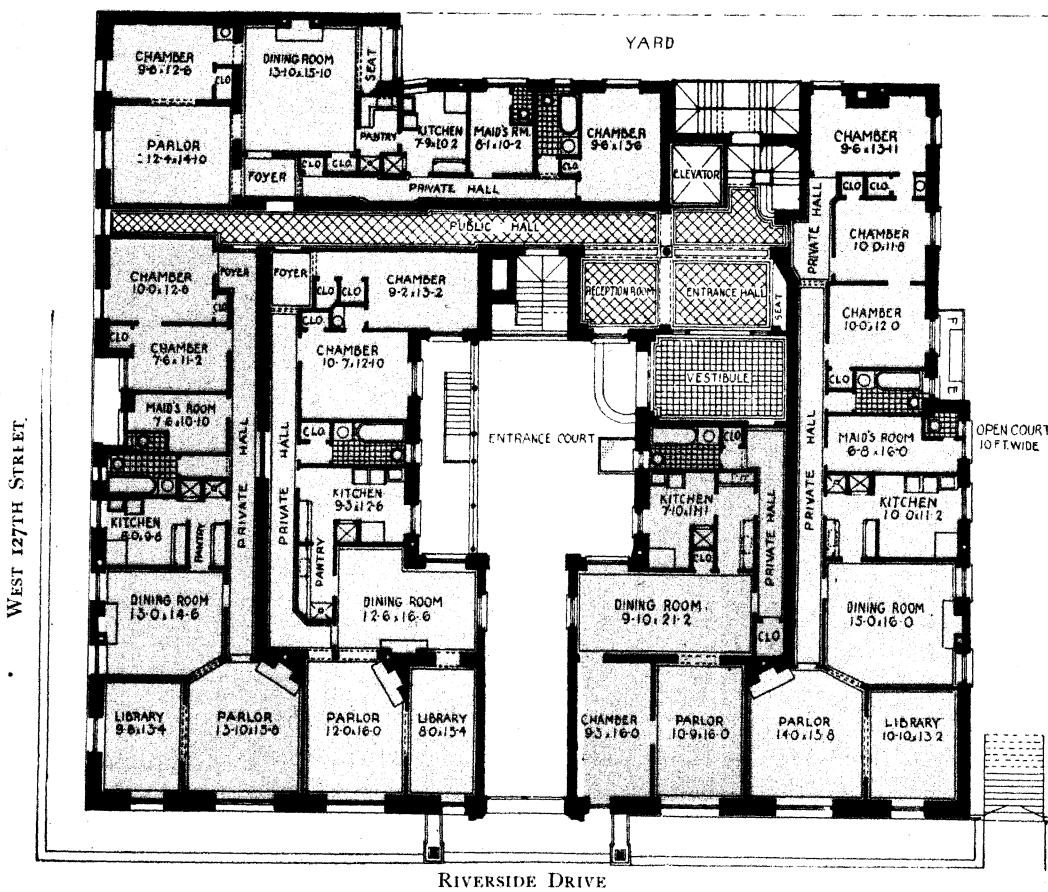 YARD
CHAMBER
9-6 x 12-6
CLO
DINING ROOM
13-10 x 15-10
SEAT
PARLOR
12-4 x 14-10
PANTRY
KITCHEN
7-9 x 10-2
MAID'S RM.
8-1 x 10-2
CHAMBER
9-6 x 13-6
CLO
FOYER
CLO
CLO
PRIVATE HALL
ELEVATOR
CHAMBER
9-6 x 13-11
CLO
CLO
PRIVATE HALL
CHAMBER
10-0 x 11-8
PUBLIC HALL
CHAMBER
10-0 x 12-6
FOYER
CLO
FOYER
CLO
CLO
CHAMBER
9-2 x 13-2
RECEPTION ROOM
ENTRANCE HALL
SEAT
CHAMBER
10-0 x 12-0
CLO
CLO
CHAMBER
7-6 x 11-2
CLO
CHAMBER
10-7 x 12-10
VESTIBULE
MAID'S ROOM
PRIVATE HALL
PRIVATE HALL
CLO
ENTRANCE COURT
CLO
MAID'S ROOM
6-8 x 16-0
OPEN COURT
10 FT. WIDE
PRIVATE HALL
KITCHEN
8-0 x 9-8
PANTRY
KITCHEN
9-3 x 12-6
PANTRY
KITCHEN
CLO
PRIVATE HALL
KITCHEN
10-0 x 11-2
DINING ROOM
13-0 x 14-6
DINING ROOM
12-6 x 16-6
DINING ROOM
9-10 x 21-2
CLO
DINING ROOM
15-0 x 16-0
LIBRARY
9-8 x 13-4
PARLOR
13-10 x 15-8
PARLOR
12-0 x 16-0
LIBRARY
8-0 x 15-4
CHAMBER
9-3 x 16-0
PARLOR
10-9 x 16-0
PARLOR
14-0 x 15-8
LIBRARY
10-10 x 13-2
WEST 127TH STREET
RIVERSIDE DRIVE